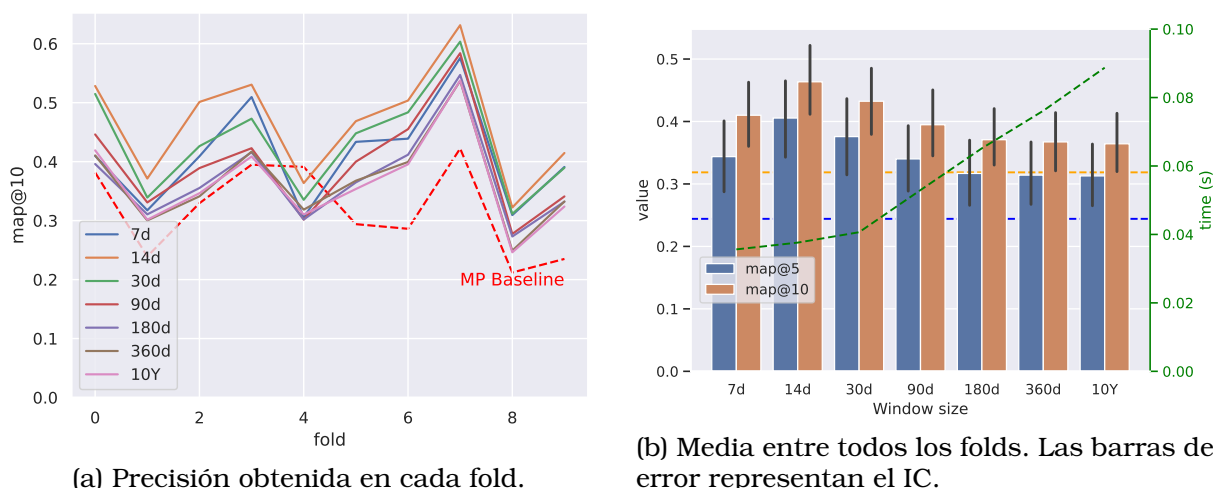 0.6
0.5
0.4
0.3
0.2
0.1
0.0
map@10
7d
14d
30d
90d
180d
360d
10Y
MP Baseline
0 2 4 6 8
fold
(a) Precisión obtenida en cada fold.
0.5
0.4
0.3
0.2
0.1
0.0
value
map@5
map@10
0.10
0.08
0.06
0.04
0.02
0.00
time (s)
7d 14d 30d 90d 180d 360d 10Y
Window size
(b) Media entre todos los folds. Las barras de
error representan el IC.